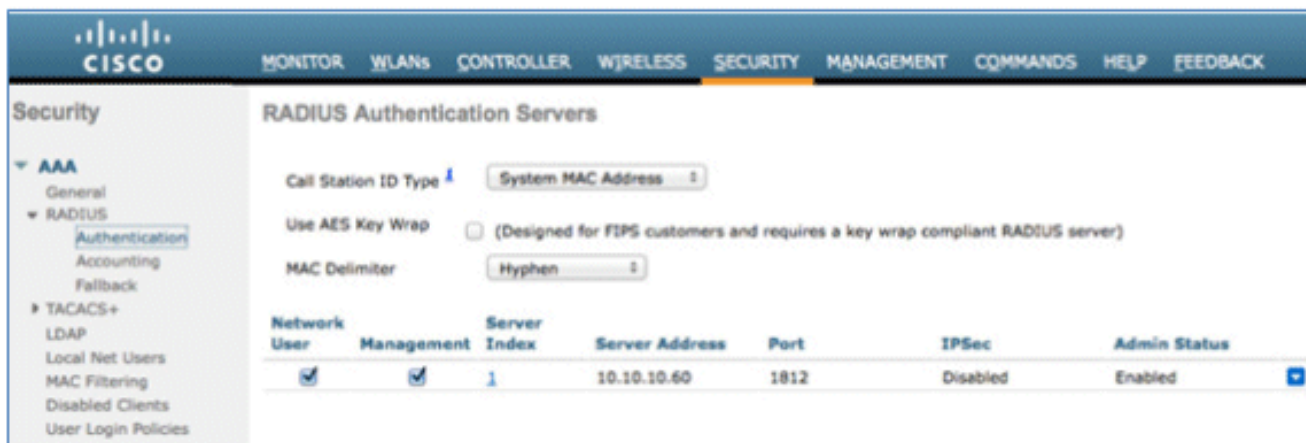 CISCO
MONITOR WLANs CONTROLLER WIRELESS SECURITY MANAGEMENT COMMANDS HELP FEEDBACK
Security
AAA
General
RADIUS
Authentication
Accounting
Fallback
TACACS+
LDAP
Local Net Users
MAC Filtering
Disabled Clients
User Login Policies
RADIUS Authentication Servers
Call Station ID Type 1 System MAC Address
Use AES Key Wrap (Designed for FIPS customers and requires a key wrap compliant RADIUS server)
MAC Delimiter Hyphen
Network User Management Server Index Server Address Port IPSec Admin Status
1 10.10.10.60 1812 Disabled Enabled